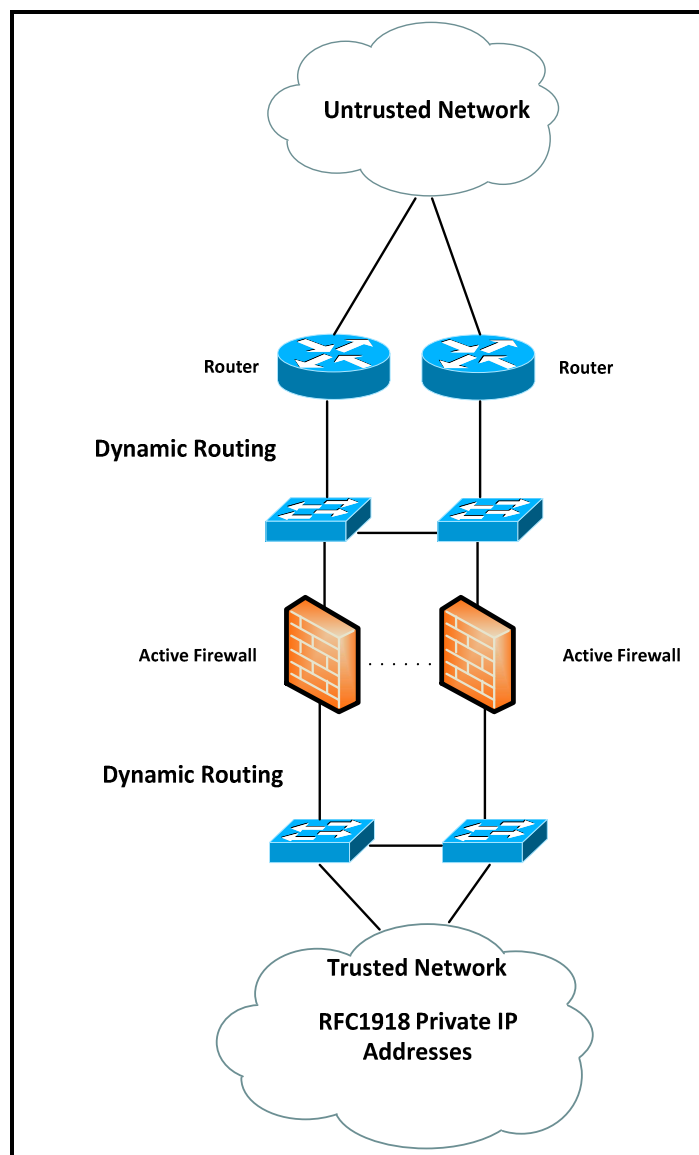 Untrusted Network
Router
Router
Dynamic Routing
Active Firewall
. . . . . .
Active Firewall
Dynamic Routing
Trusted Network
RFC1918 Private IP
Addresses